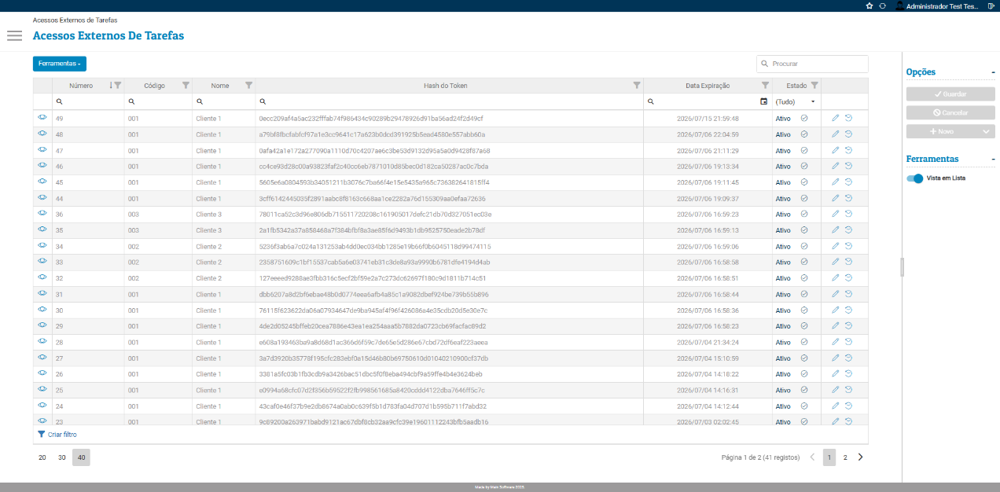 Administrador Test Tes...
Acessos Externos de Tarefas
Acessos Externos De Tarefas
Ferramentas
Procurar
Número Código Nome Hash do Token Data Expiração Estado
(Tudo)
49 001 Cliente 1 0ecc209af4a5ac232fffab74f986434c90289b29478926d91ba56ad24f2d49cf 2026/07/15 21:59:48 Ativo
48 001 Cliente 1 a79bf8fbcfabfcf97a1e3cc9641c17a623b0dcd391925b5ead4580e557abb60a 2026/07/06 22:04:59 Ativo
47 001 Cliente 1 0afa42a1e172a277090a1110d70c4207ae6c3be53d9132d95a5a0d9428f87a68 2026/07/06 21:11:29 Ativo
46 001 Cliente 1 cc4ce93d28c00a93823faf2c40cc6eb7871010d85bec0d182ca50287ac0c7bda 2026/07/06 19:13:34 Ativo
45 001 Cliente 1 5605e6a0804593b34051211b3076c7ba66f4e15e5435a965c736382641815ff4 2026/07/06 19:11:45 Ativo
44 001 Cliente 1 3cff6142445035f2891aabc8f8163c668aa1ce2282a76d155309aa0efaa72636 2026/07/06 19:09:37 Ativo
36 003 Cliente 3 78011ca52c3d96e806db715511720208c161905017defc21db70d327051ec03e 2026/07/06 16:59:23 Ativo
35 003 Cliente 3 2a1fb5342a37a858468a7f384bfbf8a3ae85f6d9493b1db9525750eade2b78df 2026/07/06 16:59:13 Ativo
34 002 Cliente 2 5236f3ab6a7c024a131253ab4dd0ec034bb1285e19b66f0b6045118d99474115 2026/07/06 16:59:06 Ativo
33 002 Cliente 2 2358751609c1bf15537cab5a6e03741eb31c3de8a93a9990b6781dfe4194d4ab 2026/07/06 16:58:58 Ativo
32 002 Cliente 2 127eeeed9288ae3fbb316c5ecf2bf59e2a7c273dc62697f180c9d1811b714c51 2026/07/06 16:58:51 Ativo
31 001 Cliente 1 dbb6207a8d2bf6ebae48b0d0774eea6afb4a85c1a9082dbef924be739b55b896 2026/07/06 16:58:44 Ativo
30 001 Cliente 1 76115f623622da06a07934647de9ba945af4f96f426086a4e35cdb20d5e30e7c 2026/07/06 16:58:36 Ativo
29 001 Cliente 1 4de2d05245bffeb20cea7886e43ea1ea254aaa5b7882da0723cb69facfac89d2 2026/07/06 16:58:23 Ativo
28 001 Cliente 1 e608a193463ba9a8d68d1ac366d6f59c7de65e5d286e67cbd72df6eaf223aeea 2026/07/04 21:34:24 Ativo
27 001 Cliente 1 3a7d3920b35778f195cfc283ebf0a15d46b80b69750610d01040210900cf37db 2026/07/04 15:10:59 Ativo
26 001 Cliente 1 3381a5fc03b1fb3cdb9a3426bac51dbc5f0f8eba494cbf9a59ffe4b4e3624beb 2026/07/04 14:18:22 Ativo
25 001 Cliente 1 e0994a68cfc07d2f356b59522f2fb998561685a8420cddd4122dba7646ff5c7c 2026/07/04 14:16:31 Ativo
24 001 Cliente 1 43caf0e46f37b9e2db8674a0ab0c639f5b1d783fa04d707d1b595b711f7abd32 2026/07/04 14:12:44 Ativo
23 001 Cliente 1 9c89200a263971babd9121ac67dbf8cb32aa9cfc39e19601112243bfb5aadb16 2026/07/03 02:02:45 Ativo
Criar filtro
20 30 40
Página 1 de 2 (41 registos) 1 2
Opções -
Guardar
Cancelar
Novo
Ferramentas -
Vista em Lista
Made by Main Software 2025